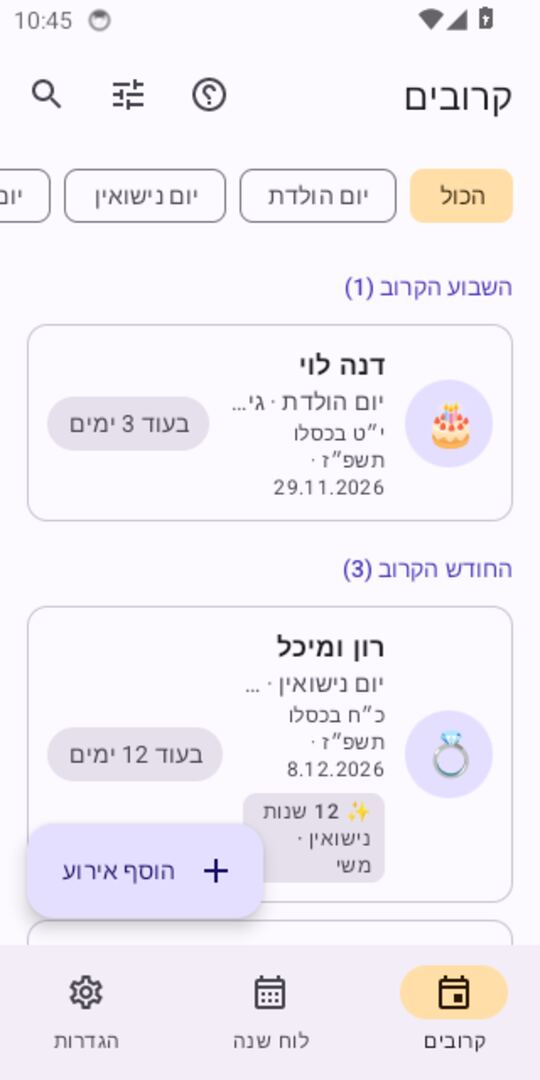 10:45
קרובים
הכול
יום הולדת
יום נישואין
יום
השבוע הקרוב (1)
דנה לוי
יום הולדת · גי...
י״ט בכסלו
תשפ״ז ·
29.11.2026
בעוד 3 ימים
החודש הקרוב (3)
רון ומיכל
יום נישואין · ...
כ״ח בכסלו
תשפ״ז ·
8.12.2026
בעוד 12 ימים
✨ 12 שנות
נישואין ·
משי
הוסף אירוע
קרובים
לוח שנה
הגדרות